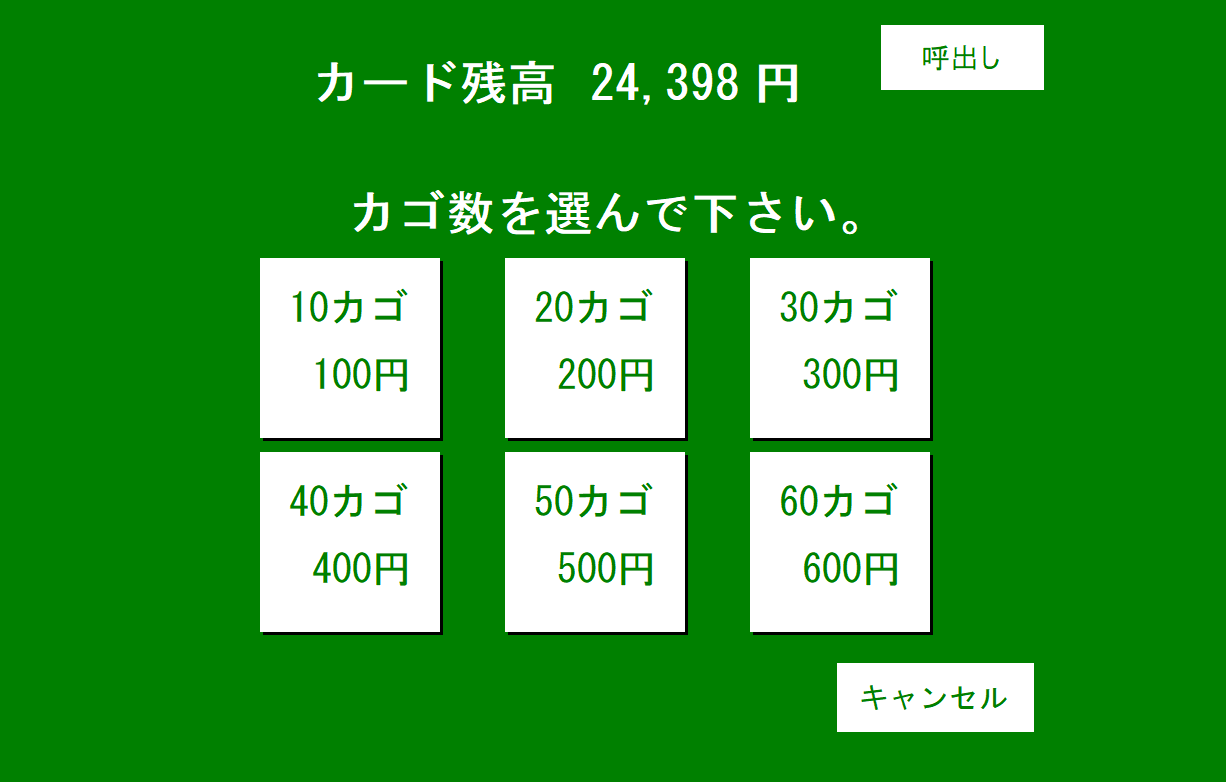 呼出し
カード残高 24,398 円
カゴ数を選んで下さい。
10カゴ
100円
20カゴ
200円
30カゴ
300円
40カゴ
400円
50カゴ
500円
60カゴ
600円
キャンセル